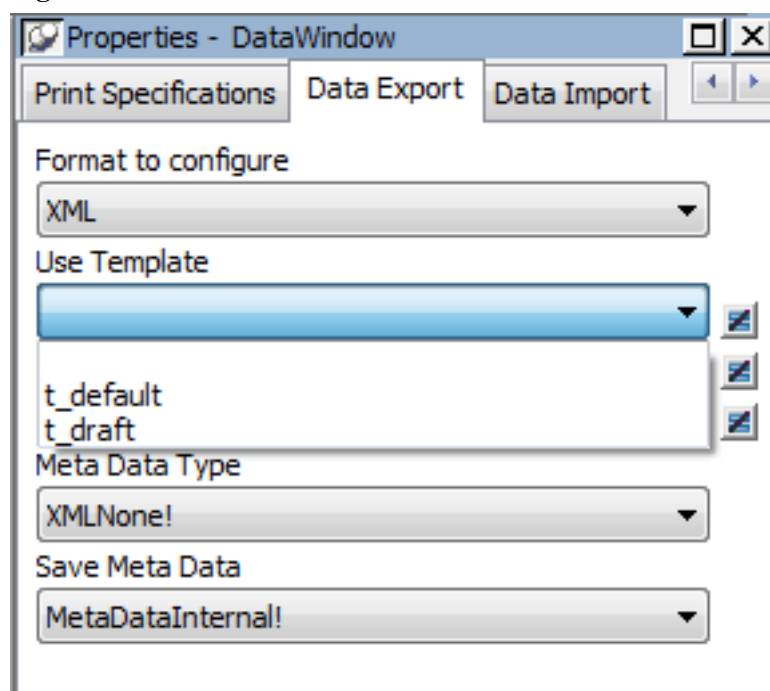 Properties - DataWindow
Print Specifications Data Export Data Import
Format to configure
XML
Use Template
t_default
t_draft
Meta Data Type
XMLNone!
Save Meta Data
MetaDataInternal!